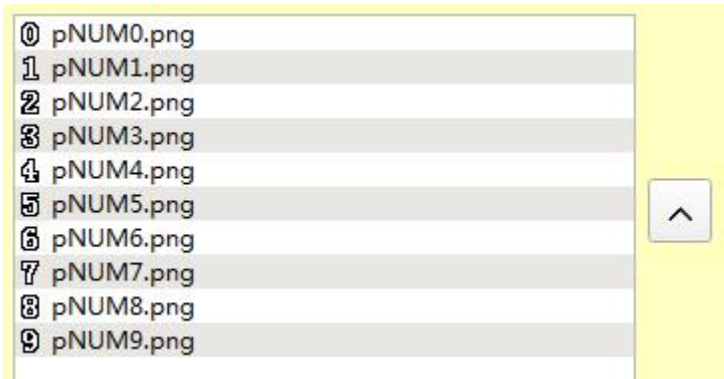 0 pNUM0.png
1 pNUM1.png
2 pNUM2.png
3 pNUM3.png
4 pNUM4.png
5 pNUM5.png
6 pNUM6.png
7 pNUM7.png
8 pNUM8.png
9 pNUM9.png